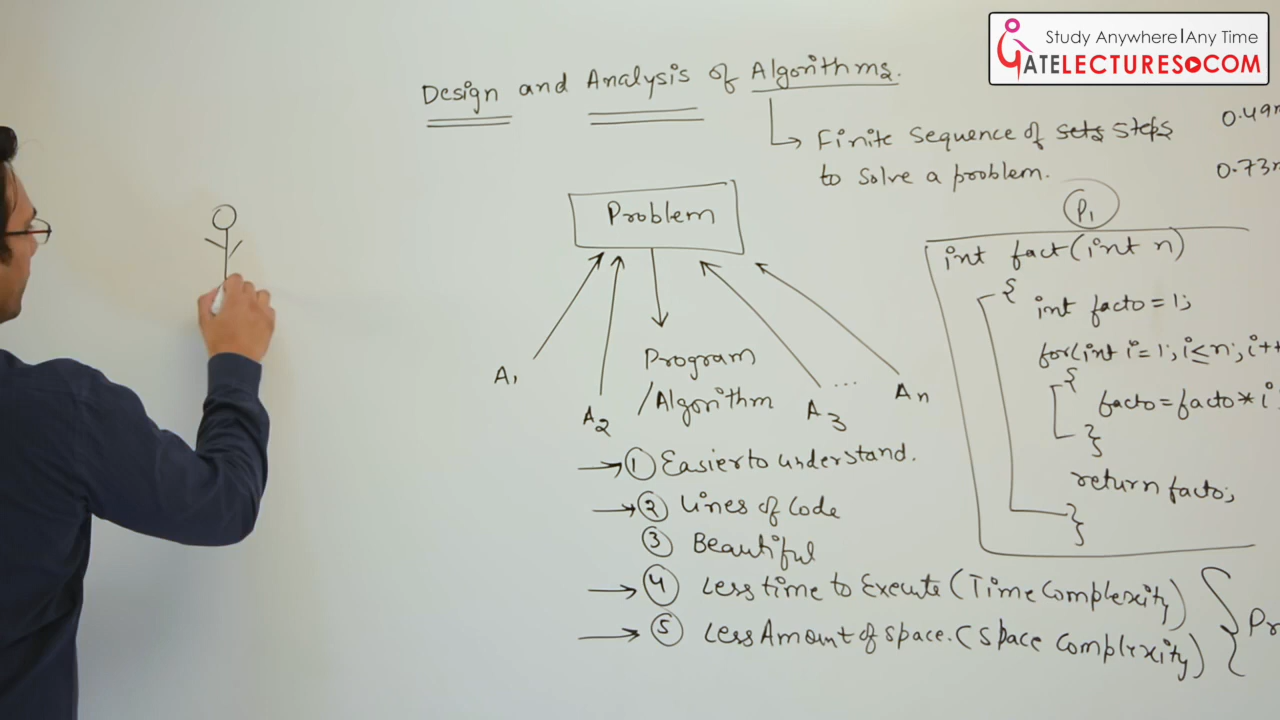 Study Anywhere|Any Time
GATELECTURES.COM
Design and Analysis of Algorithms.
Finite Sequence of sets steps
to solve a problem.
0.49m
0.73m
Problem
P1
int fact(int n)
{
int facto=1;
for(int i=1; i≤n; i++
{
facto=facto*i
}
return facto;
}
A1
A2
Program
/Algorithm
A3
...
An
→ 1 Easier to understand.
→ 2 Lines of Code
3 Beautiful
→ 4 Less time to Execute (Time Complexity)
→ 5 Less Amount of space. (Space Complexity)
Pr